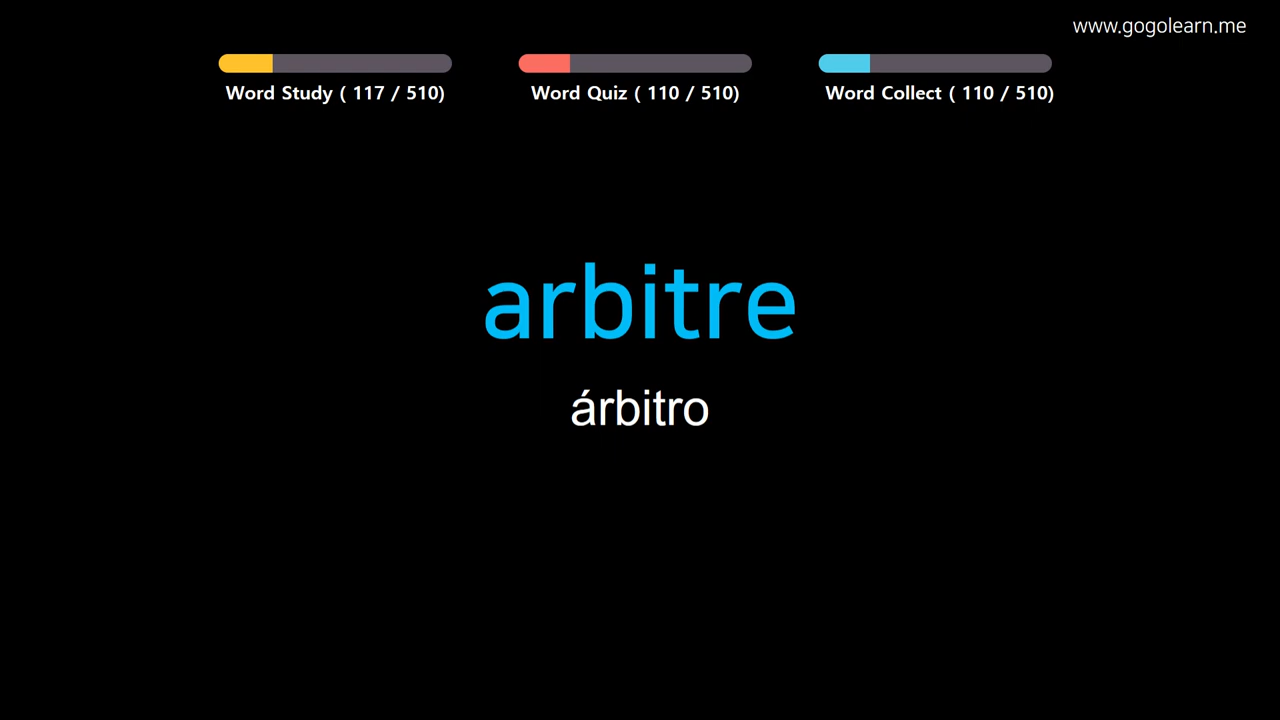 www.gogolearn.me
Word Study ( 117 / 510)
Word Quiz ( 110 / 510)
Word Collect ( 110 / 510)
arbitre
árbitro